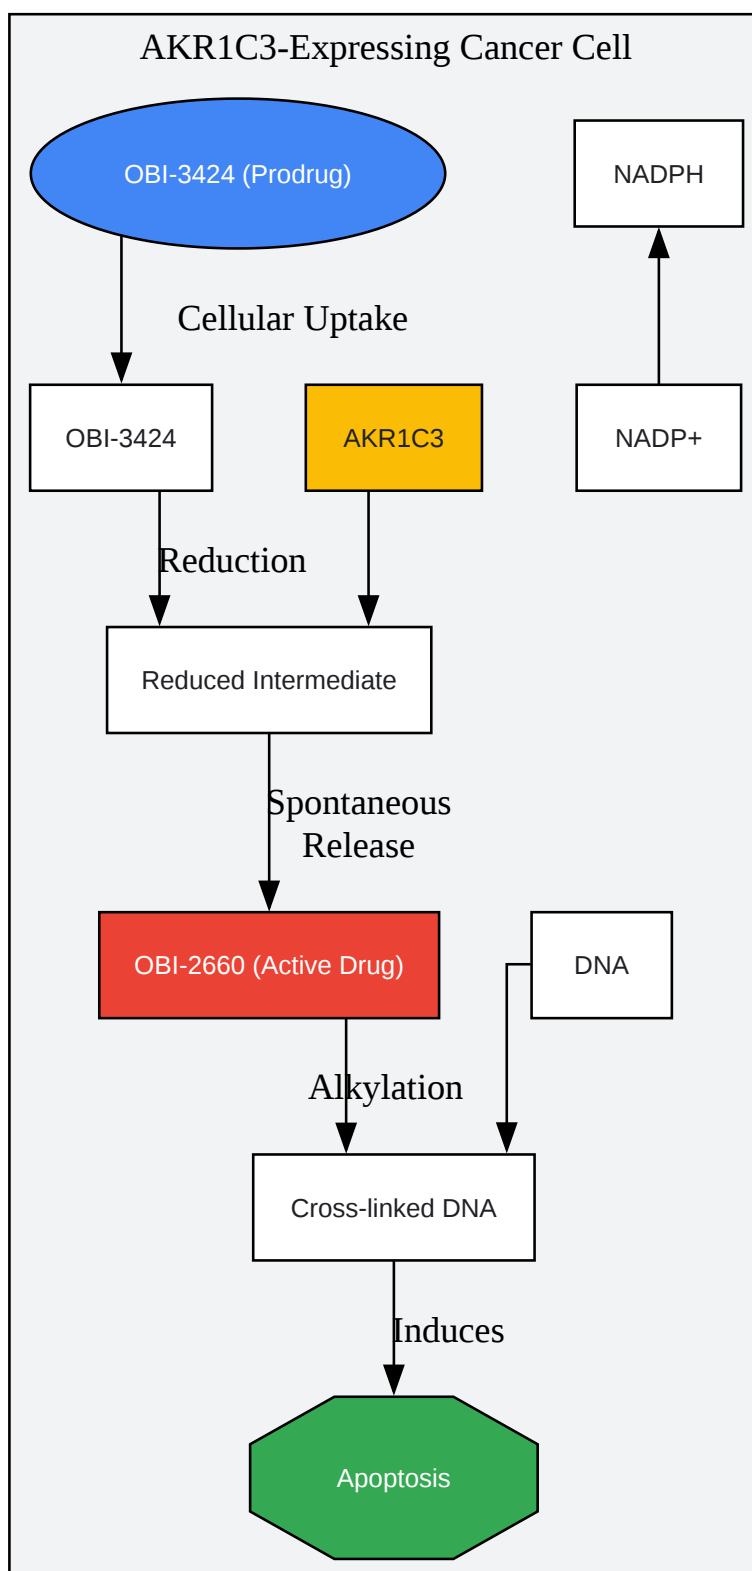 AKR1C3-Expressing Cancer Cell
OBI-3424 (Prodrug)
NADPH
Cellular Uptake
OBI-3424
AKR1C3
NADP+
Reduction
Reduced Intermediate
Spontaneous
Release
OBI-2660 (Active Drug)
DNA
Alkylation
Cross-linked DNA
Induces
Apoptosis